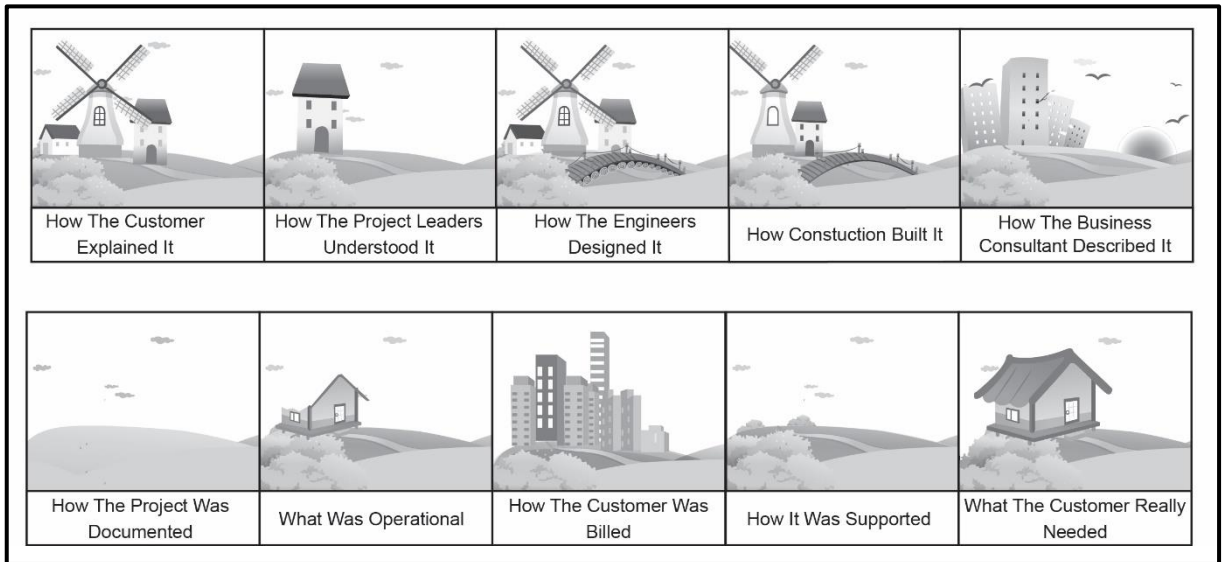 How The Customer
Explained It
How The Project Leaders
Understood It
How The Engineers
Designed It
How Constuction Built It
How The Business
Consultant Described It
How The Project Was
Documented
What Was Operational
How The Customer Was
Billed
How It Was Supported
What The Customer Really
Needed